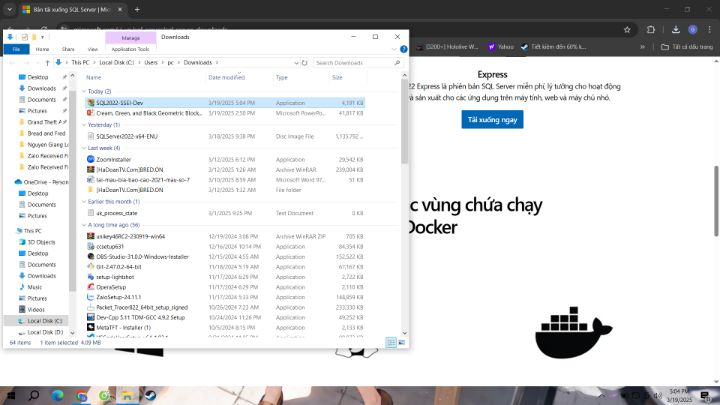 Bản tải xuống SQL Server | Mic
Manage
Downloads
File
Home
Share
View
Application Tools
This PC
Local Disk (C:)
Users
pc
Downloads
Name
Date modified
Type
Size
Desktop
Downloads
Documents
Pictures
Grand Theft A
Bread and Fred
Nguyen Giang Lo
Zalo Received F
Zalo Received Fi
OneDrive - Person
Desktop
Documents
Pictures
This PC
3D Objects
Desktop
Documents
Downloads
Music
Pictures
Videos
Local Disk (C:)
Local Disk (D:)
Today (2)
SQL2022-SSEI-Dev 3/19/2025 5:04 PM Application 4,191 KB
Cream, Green, and Black Geometric Block... 3/19/2025 2:50 PM Microsoft PowerPo... 41,817 KB
Yesterday (1)
SQLServer2022-x64-ENU 3/18/2025 9:38 PM Disc Image File 1,133,792 ...
Last week (4)
ZoomInstaller 3/12/2025 6:12 PM Application 29,542 KB
[HaDoanTV.Com]BRED.ON 3/12/2025 1:26 AM Archive WinRAR 239,004 KB
tai-mau-bia-bao-cao-2021-mau-so-7 3/10/2025 8:59 PM Microsoft Word 97... 51 KB
[HaDoanTV.Com]BRED.ON 3/12/2025 1:32 AM File folder
Earlier this month (1)
uk_process_state 3/1/2025 9:25 PM Text Document 0 KB
A long time ago (56)
unikey46RC2-230919-win64 12/19/2024 3:06 PM Archive WinRAR ZIP 705 KB
ccsetup631 12/16/2024 10:14 PM Application 84,354 KB
OBS-Studio-31.0.0-Windows-Installer 12/15/2024 4:55 AM Application 152,522 KB
Git-2.47.0.2-64-bit 11/18/2024 5:19 AM Application 67,167 KB
setup-lightshot 11/17/2024 6:29 PM Application 2,722 KB
OperaSetup 11/17/2024 6:29 PM Application 2,110 KB
ZaloSetup-24.11.1 11/17/2024 5:33 PM Application 148,859 KB
Packet_Tracer822_64bit_setup_signed 10/26/2024 7:23 AM Application 233,330 KB
Dev-Cpp 5.11 TDM-GCC 4.9.2 Setup 10/24/2024 11:26 PM Application 49,252 KB
MetaTFT - Installer (1) 10/5/2024 8:15 PM Application 2,133 KB
64 items
1 item selected 4.09 MB
[3200+] Hololive W...
Yahoo
Tiết kiệm đến 60% k...
Tất cả dấu trang
Express
22 Express là phiên bản SQL Server miễn phí, lý tưởng cho hoạt động
và sản xuất cho các ứng dụng trên máy tính, web và máy chủ nhỏ.
Tải xuống ngay
c vùng chứa chạy
Docker
5:04 PM
3/19/2025